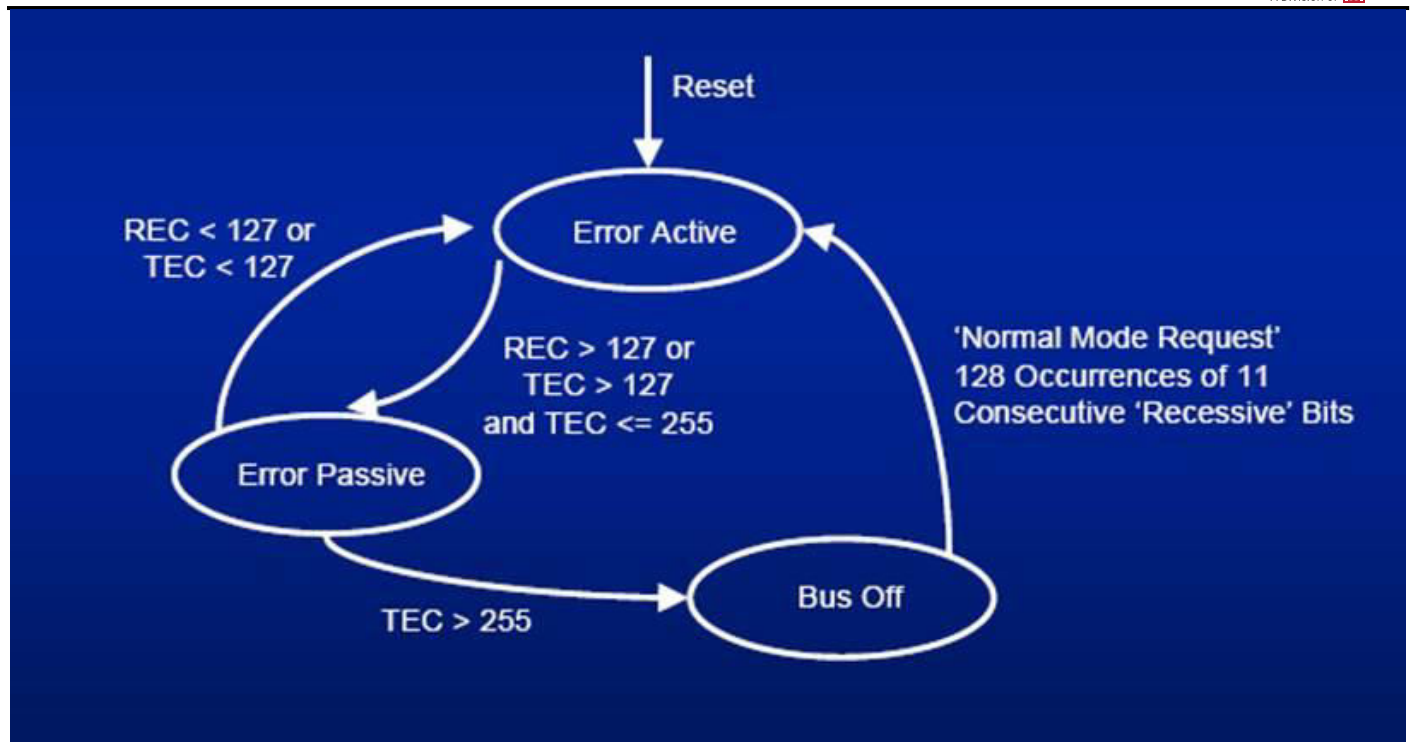 Reset
Error Active
REC < 127 or
TEC < 127
REC > 127 or
TEC > 127
and TEC <= 255
'Normal Mode Request'
128 Occurrences of 11
Consecutive 'Recessive' Bits
Error Passive
Bus Off
TEC > 255